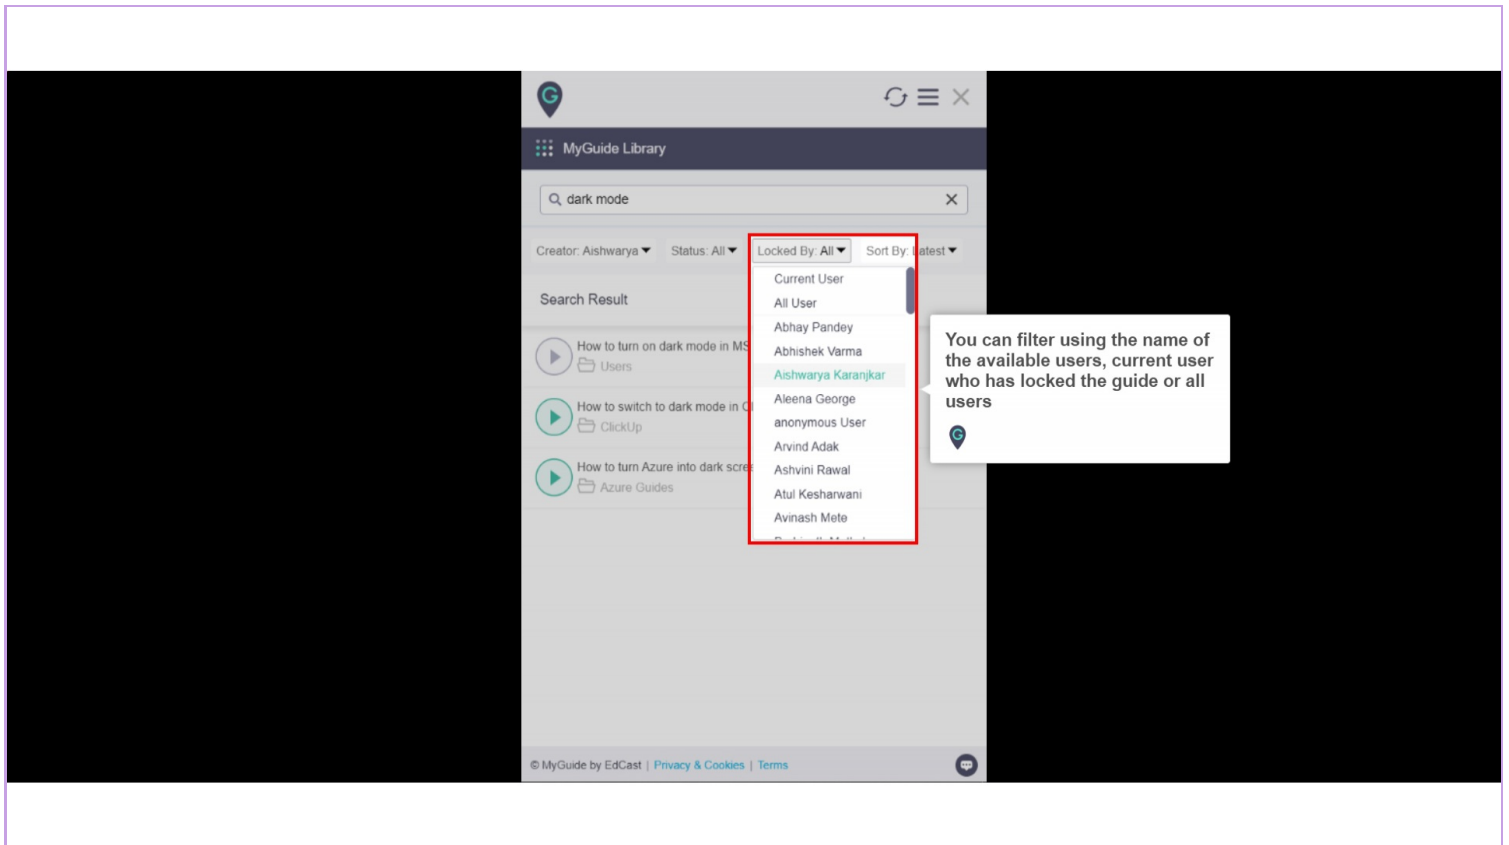 MyGuide Library
dark mode
Creator: Aishwarya Status: All Locked By: All Sort By: Latest
Current User
All User
Abhay Pandey
Abhishek Varma
Aishwarya Karanjkar
Aleena George
anonymous User
Arvind Adak
Ashvini Rawal
Atul Kesharwani
Avinash Mete
Search Result
How to turn on dark mode in MS
Users
How to switch to dark mode in
ClickUp
How to turn Azure into dark
Azure Guides
You can filter using the name of
the available users, current user
who has locked the guide or all
users
© MyGuide by EdCast | Privacy & Cookies | Terms